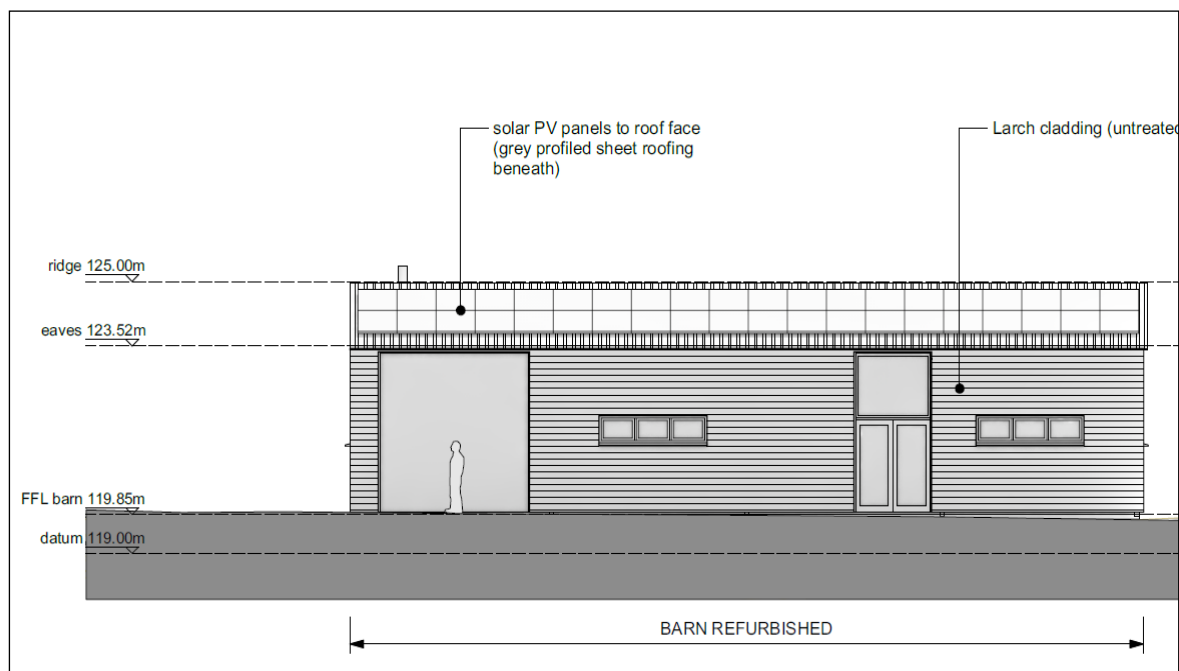 solar PV panels to roof face
(grey profiled sheet roofing
beneath)
Larch cladding (untreated
ridge 125.00m
eaves 123.52m
FFL barn 119.85m
datum 119.00m
BARN REFURBISHED